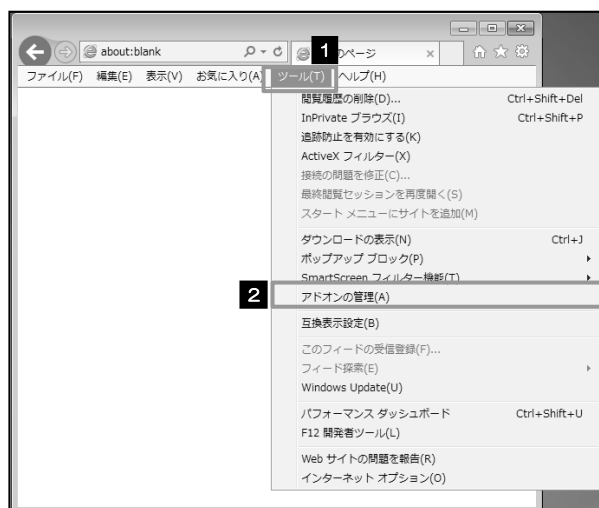 about:blank
1
のページ
ファイル(F) 編集(E) 表示(V) お気に入り(A) ツール(T) ヘルプ(H)
閲覧履歴の削除(D)... Ctrl+Shift+Del
InPrivate ブラウズ(I) Ctrl+Shift+P
追跡防止を有効にする(K)
ActiveX フィルター(X)
接続の問題を修正(C)...
最終閲覧セッションを再度開く(S)
スタート メニューにサイトを追加(M)
ダウンロードの表示(N) Ctrl+J
ポップアップ ブロック(P)
SmartScreen フィルター機能(T)
2 アドオンの管理(A)
互換表示設定(B)
このフィードの受信登録(F)...
フィード探索(E)
Windows Update(U)
パフォーマンス ダッシュボード Ctrl+Shift+U
F12 開発者ツール(L)
Web サイトの問題を報告(R)
インターネット オプション(O)